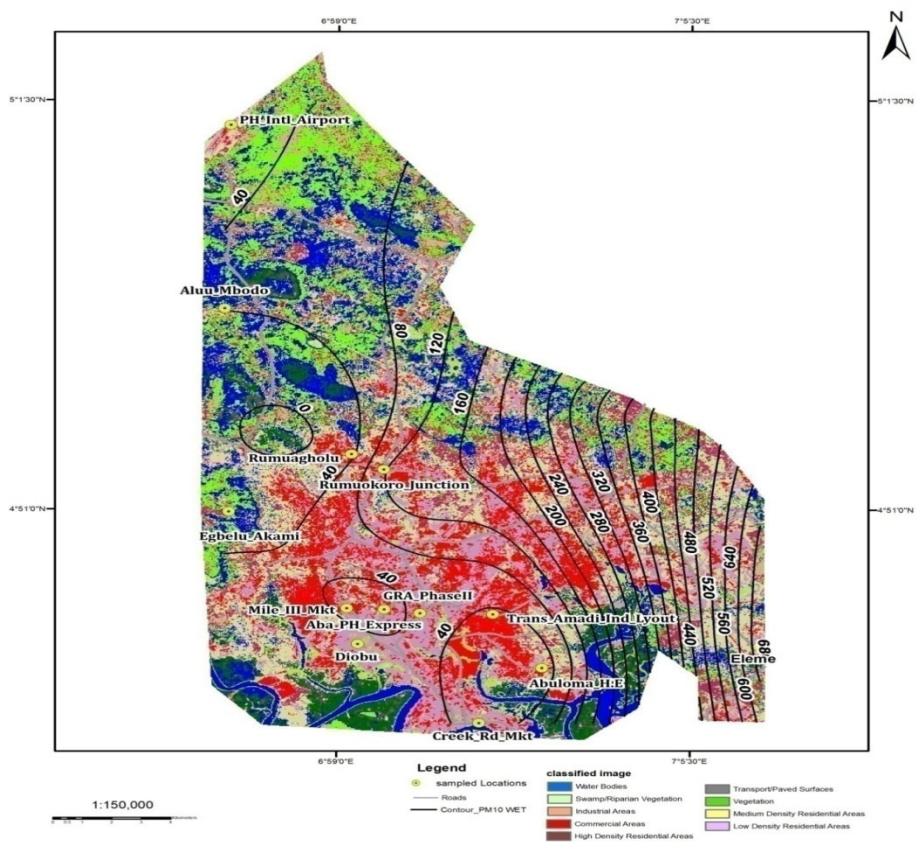 N
6°59'0"E 7°5'30"E
5°1'30"N 5°1'30"N
PH_Intl_Airport
40
Aluu_Mbodo
80
120
160
0
Rumuagholu
40
Rumuokoro_Junction
240
320
200
280
400
360
4°51'0"N 4°51'0"N
Egbelu_Akami
480
640
40
GRA_PhaseII
Mile_III_Mkt
Aba_PH_Express
Trans_Amadi_Ind_Lyout
520
560
440
40
Diobu
Eleme
600
Abuloma_H.E
Creek_Rd_Mkt
6°59'0"E 7°5'30"E
Legend
sampled Locations
Roads
Contour_PM10 WET
classified image
Water Bodies
Swamp/Riparian Vegetation
Industrial Areas
Commercial Areas
High Density Residential Areas
Transport/Paved Surfaces
Vegetation
Medium Density Residential Areas
Low Density Residential Areas
1:150,000